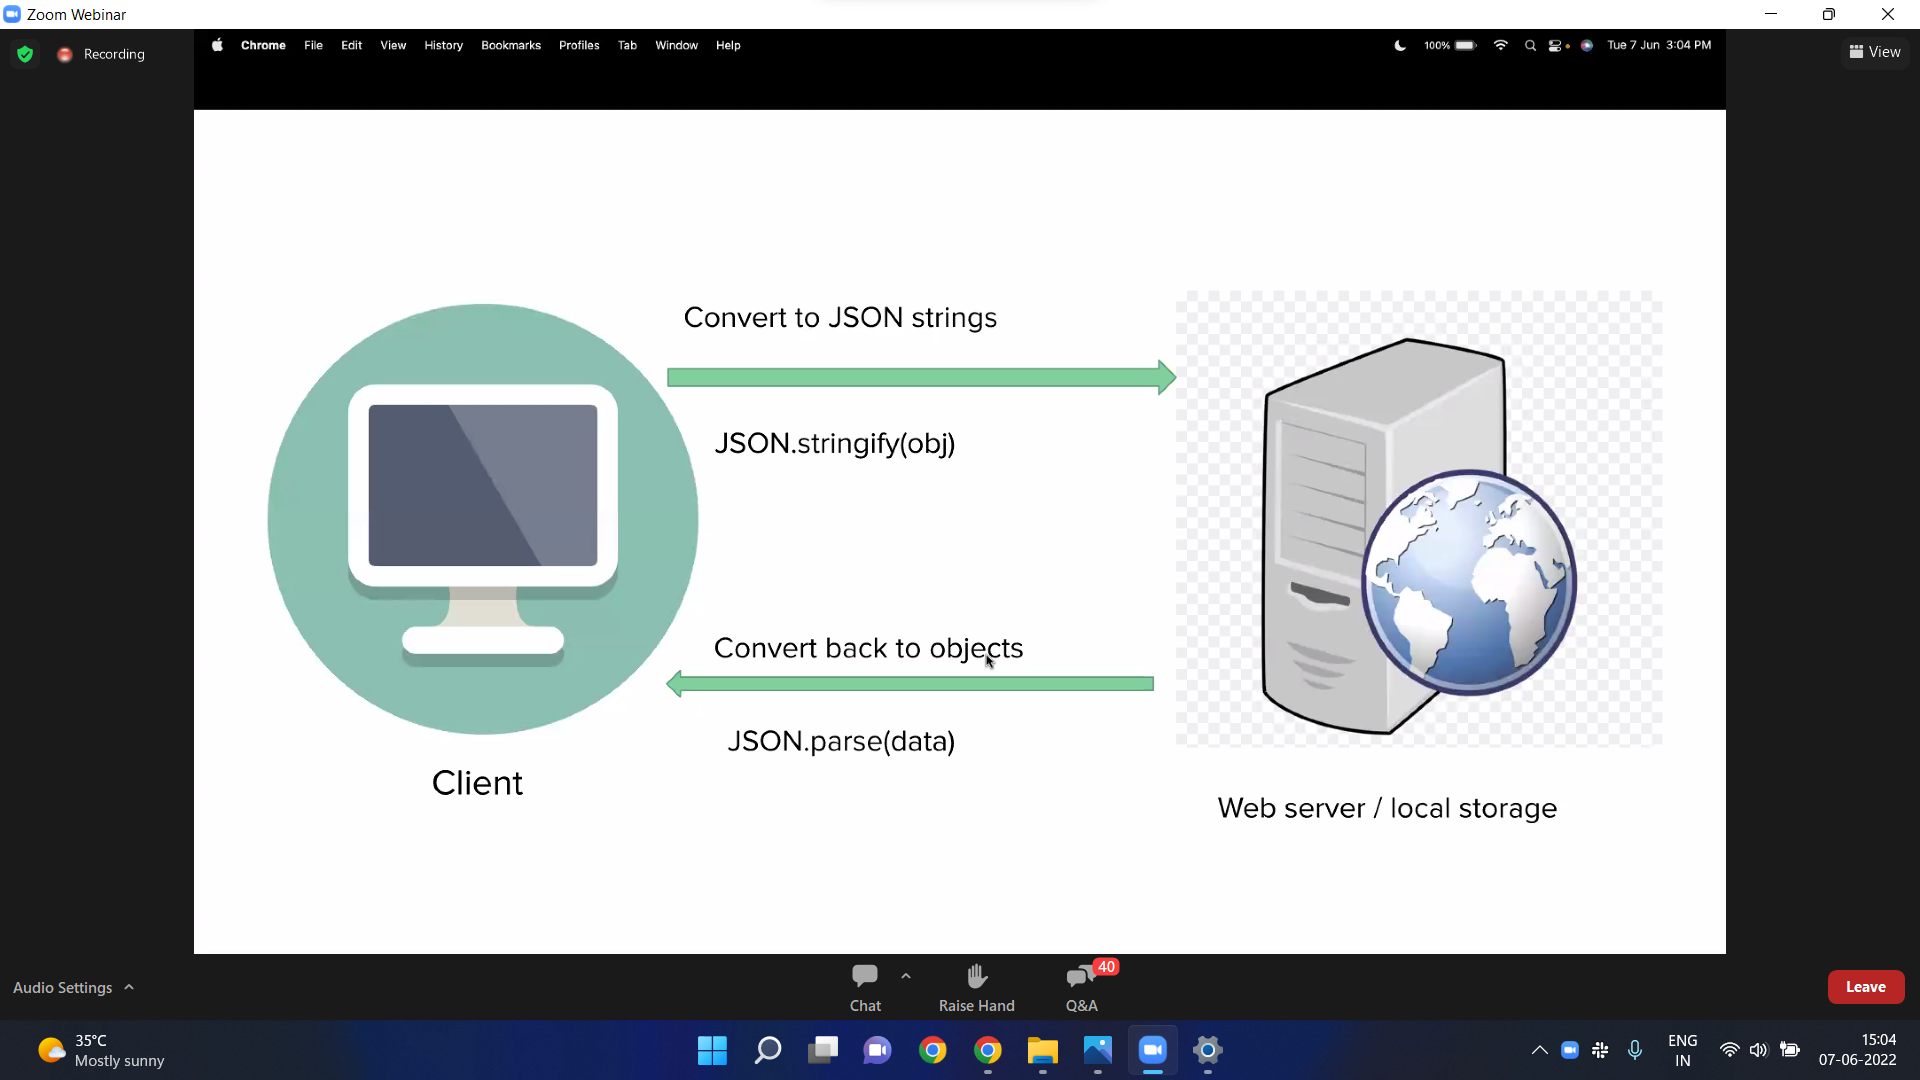 Zoom Webinar
Recording
Chrome File Edit View History Bookmarks Profiles Tab Window Help
100% Tue 7 Jun 3:04 PM
View
Convert to JSON strings
JSON.stringify(obj)
Convert back to objects
JSON.parse(data)
Client
Web server / local storage
Audio Settings
Chat
Raise Hand
40
Q&A
Leave
35°C
Mostly sunny
ENG
IN
15:04
07-06-2022